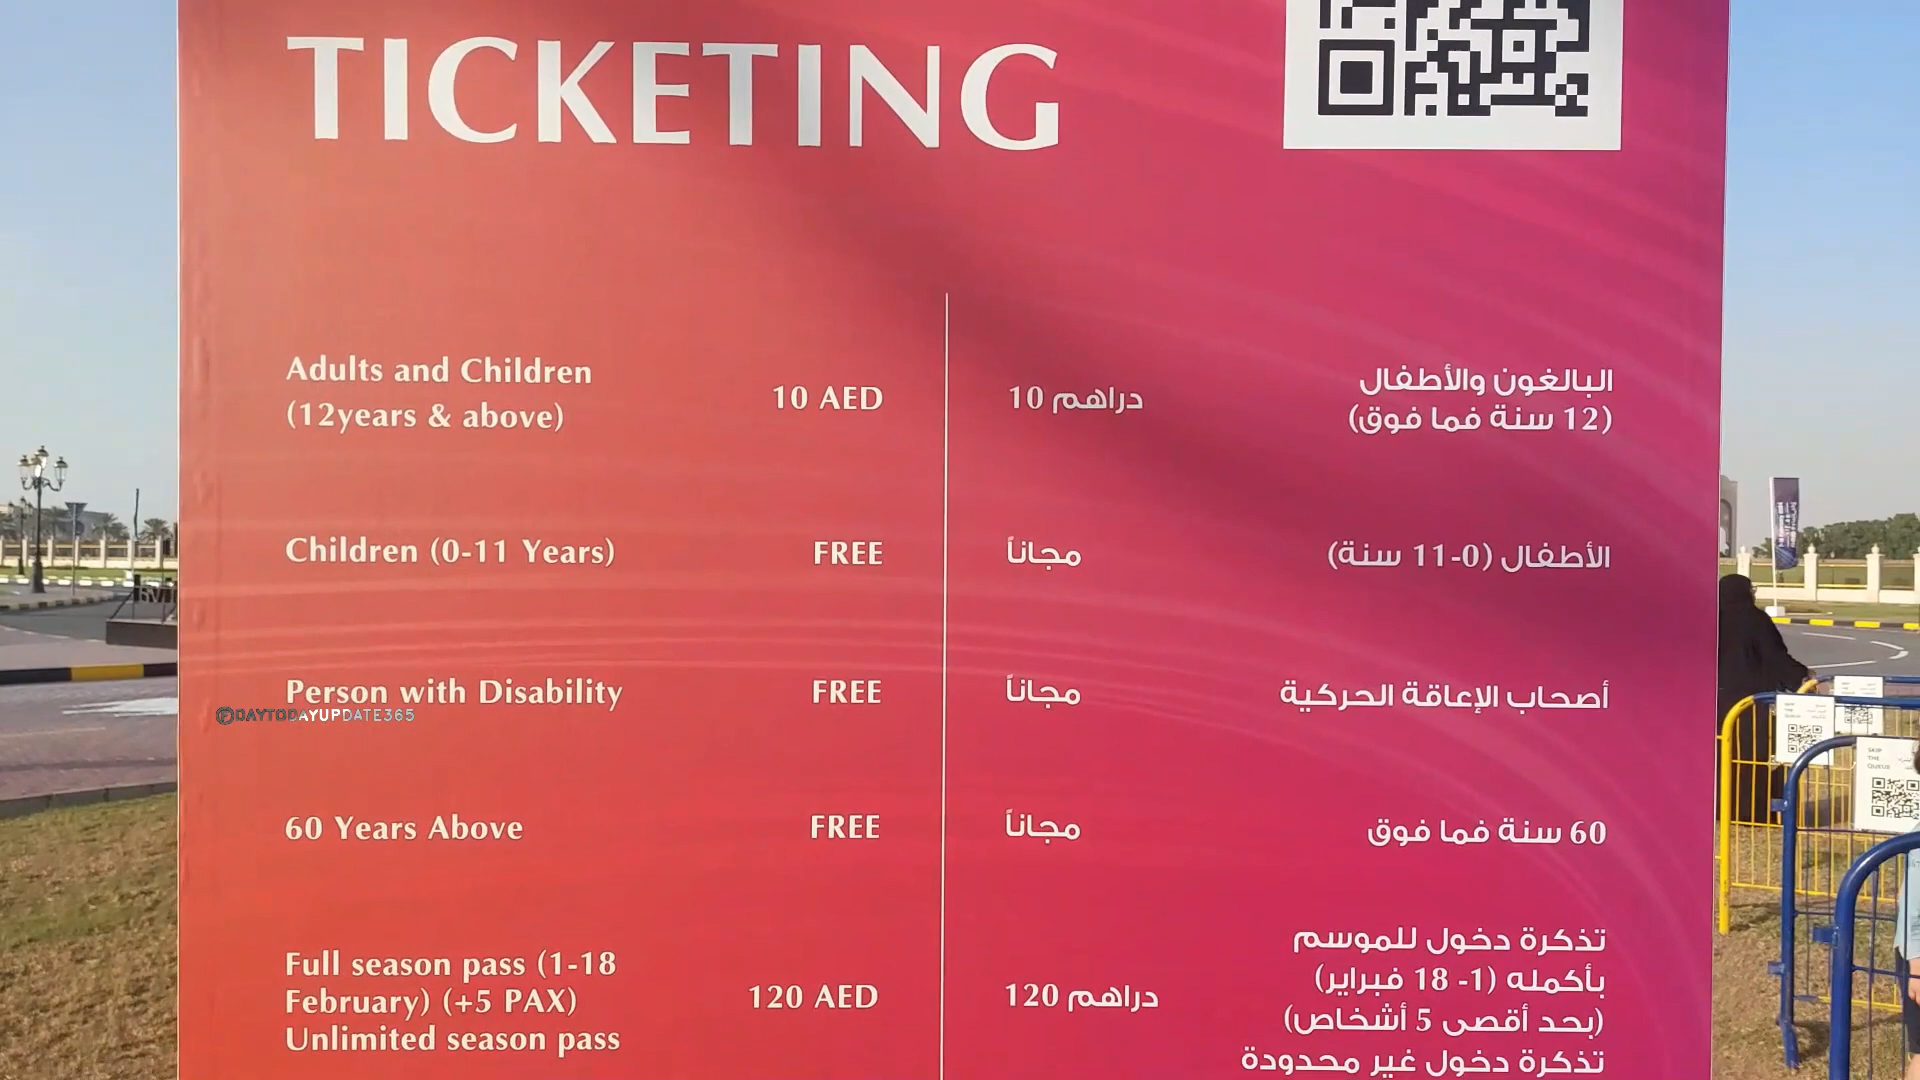 TICKETING
Adults and Children
(12years & above)
10 AED
10 دراهم
البالغون والأطفال
(12 سنة فما فوق)
Children (0-11 Years)
FREE
مجاناً
الأطفال (0-11 سنة)
Person with Disability
FREE
مجاناً
أصحاب الإعاقة الحركية
©DAYTODAYUPDATE365
60 Years Above
FREE
مجاناً
60 سنة فما فوق
Full season pass (1-18
February) (+5 PAX)
Unlimited season pass
120 AED
120 دراهم
تذكرة دخول للموسم
بأكمله (1- 18 فبراير)
(بحد أقصى 5 أشخاص)
تذكرة دخول غير محدودة
SKIP
THE
QUEUE